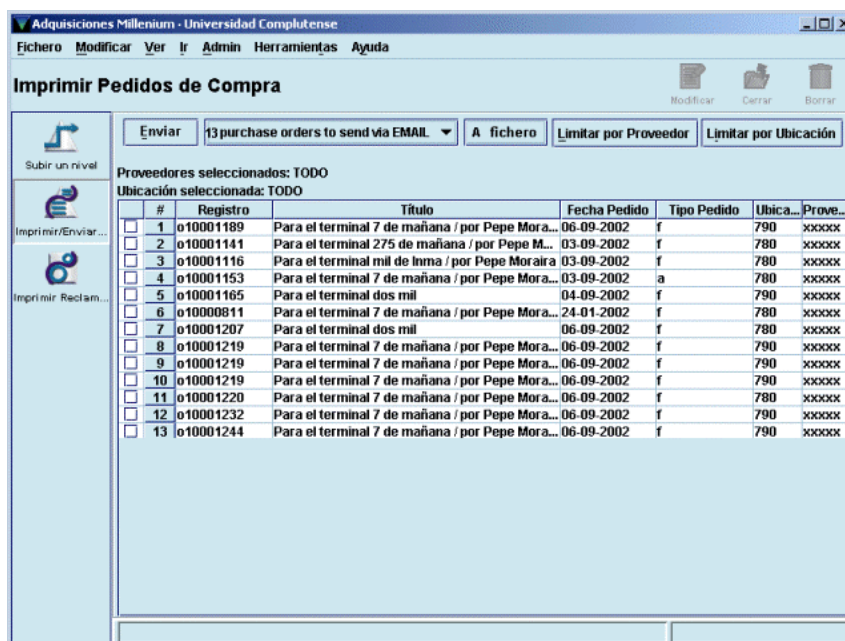 Adquisiciones Millenium · Universidad Complutense
Fichero Modificar Ver Ir Admin Herramientas Ayuda
Imprimir Pedidos de Compra
Modificar Cerrar Borrar
Enviar 13 purchase orders to send via EMAIL A fichero Limitar por Proveedor Limitar por Ubicación
Subir un nivel
Proveedores seleccionados: TODO
Ubicación seleccionada: TODO
# Registro Título Fecha Pedido Tipo Pedido Ubica... Prove...
1 o10001189 Para el terminal 7 de mañana / por Pepe Mora... 06-09-2002 f 790 xxxxx
Imprimir/Enviar...
2 o10001141 Para el terminal 275 de mañana / por Pepe M... 03-09-2002 f 780 xxxxx
3 o10001116 Para el terminal mil de Inma / por Pepe Moraira 03-09-2002 f 780 xxxxx
4 o10001153 Para el terminal 7 de mañana / por Pepe Mora... 03-09-2002 a 780 xxxxx
5 o10001165 Para el terminal dos mil 04-09-2002 f 790 xxxxx
Imprimir Reclam...
6 o10000811 Para el terminal 7 de mañana / por Pepe Mora... 24-01-2002 f 780 xxxxx
7 o10001207 Para el terminal dos mil 06-09-2002 f 780 xxxxx
8 o10001219 Para el terminal 7 de mañana / por Pepe Mora... 06-09-2002 f 790 xxxxx
9 o10001219 Para el terminal 7 de mañana / por Pepe Mora... 06-09-2002 f 790 xxxxx
10 o10001219 Para el terminal 7 de mañana / por Pepe Mora... 06-09-2002 f 790 xxxxx
11 o10001220 Para el terminal 7 de mañana / por Pepe Mora... 06-09-2002 f 780 xxxxx
12 o10001232 Para el terminal 7 de mañana / por Pepe Mora... 06-09-2002 f 790 xxxxx
13 o10001244 Para el terminal 7 de mañana / por Pepe Mora... 06-09-2002 f 790 xxxxx